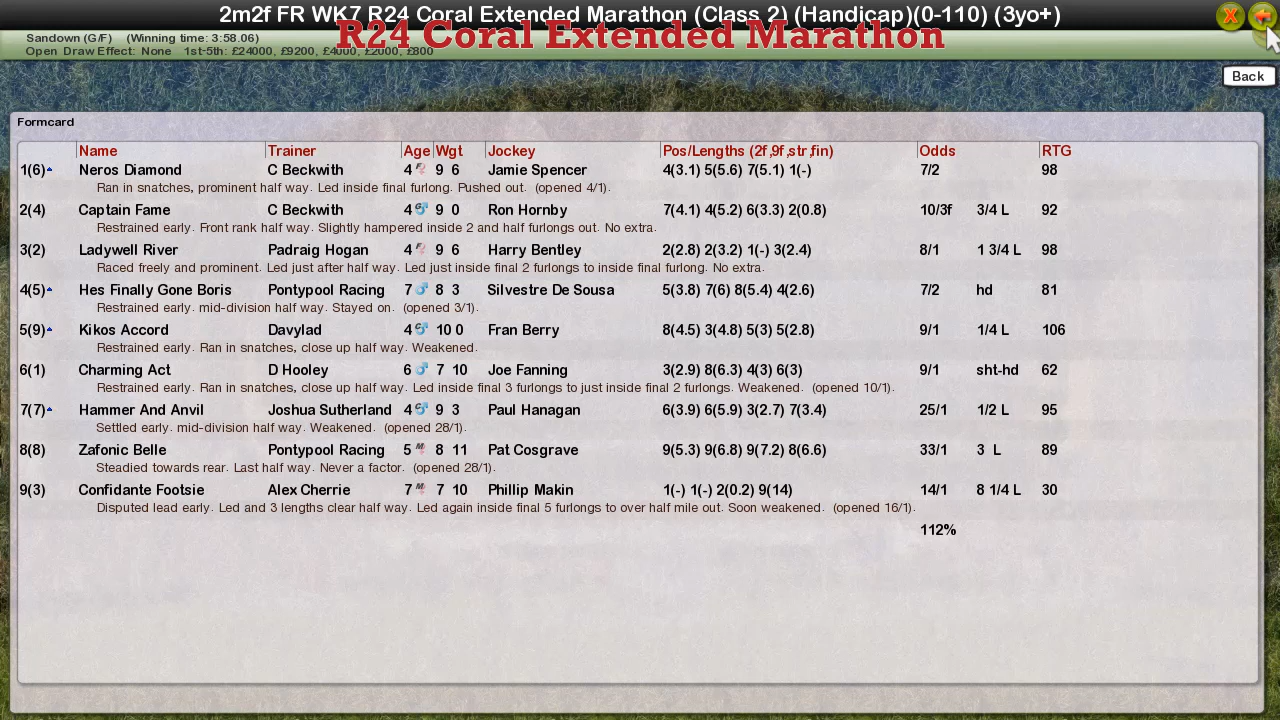 2m2f FR WK7 R24 Coral Extended Marathon (Class 2) (Handicap)(0-110) (3yo+)
R24 Coral Extended Marathon
Sandown (G/F) (Winning time: 3:58.06)
Open Draw Effect: None 1st-5th: £24000, £9200, £4000, £2000, £800
X
Back
Formcard
Name Trainer Age Wgt Jockey Pos/Lengths (2f,9f,str,fin) Odds RTG
1(6) Neros Diamond C Beckwith 4 F 9 6 Jamie Spencer 4(3.1) 5(5.6) 7(5.1) 1(-) 7/2 98
Ran in snatches, prominent half way. Led inside final furlong. Pushed out. (opened 4/1).
2(4) Captain Fame C Beckwith 4 9 0 Ron Hornby 7(4.1) 4(5.2) 6(3.3) 2(0.8) 10/3f 3/4 L 92
Restrained early. Front rank half way. Slightly hampered inside 2 and half furlongs out. No extra.
3(2) Ladywell River Padraig Hogan 4 F 9 6 Harry Bentley 2(2.8) 2(3.2) 1(-) 3(2.4) 8/1 1 3/4 L 98
Raced freely and prominent. Led just after half way. Led just inside final 2 furlongs to inside final furlong. No extra.
4(5) Hes Finally Gone Boris Pontypool Racing 7 8 3 Silvestre De Sousa 5(3.8) 7(6) 8(5.4) 4(2.6) 7/2 hd 81
Restrained early. mid-division half way. Stayed on. (opened 3/1).
5(9) Kikos Accord Davylad 4 10 0 Fran Berry 8(4.5) 3(4.8) 5(3) 5(2.8) 9/1 1/4 L 106
Restrained early. Ran in snatches, close up half way. Weakened.
6(1) Charming Act D Hooley 6 7 10 Joe Fanning 3(2.9) 8(6.3) 4(3) 6(3) 9/1 sht-hd 62
Restrained early. Ran in snatches, close up half way. Led inside final 3 furlongs to just inside final 2 furlongs. Weakened. (opened 10/1).
7(7) Hammer And Anvil Joshua Sutherland 4 9 3 Paul Hanagan 6(3.9) 6(5.9) 3(2.7) 7(3.4) 25/1 1/2 L 95
Settled early. mid-division half way. Weakened. (opened 28/1).
8(8) Zafonic Belle Pontypool Racing 5 M 8 11 Pat Cosgrave 9(5.3) 9(6.8) 9(7.2) 8(6.6) 33/1 3 L 89
Steadied towards rear. Last half way. Never a factor. (opened 28/1).
9(3) Confidante Footsie Alex Cherrie 7 M 7 10 Phillip Makin 1(-) 1(-) 2(0.2) 9(14) 14/1 8 1/4 L 30
Disputed lead early. Led and 3 lengths clear half way. Led again inside final 5 furlongs to over half mile out. Soon weakened. (opened 16/1).
112%